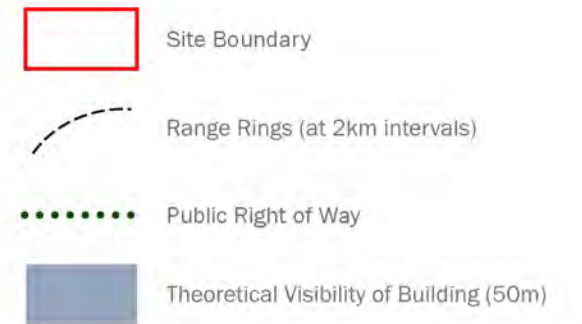 Site Boundary
Range Rings (at 2km intervals)
Public Right of Way
Theoretical Visibility of Building (50m)